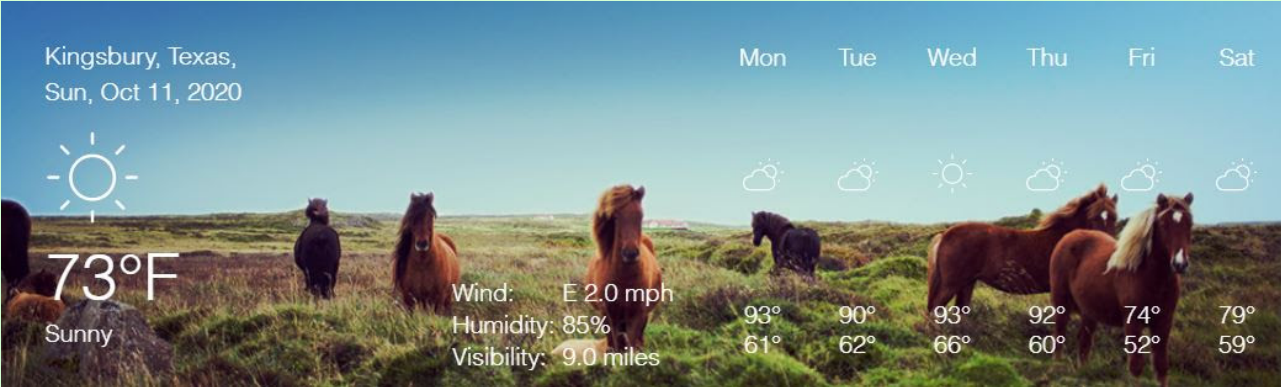 Kingsbury, Texas,
Sun, Oct 11, 2020
73°F
Sunny
Wind: E 2.0 mph
Humidity: 85%
Visibility: 9.0 miles
Mon Tue Wed Thu Fri Sat
93° 90° 93° 92° 74° 79°
61° 62° 66° 60° 52° 59°